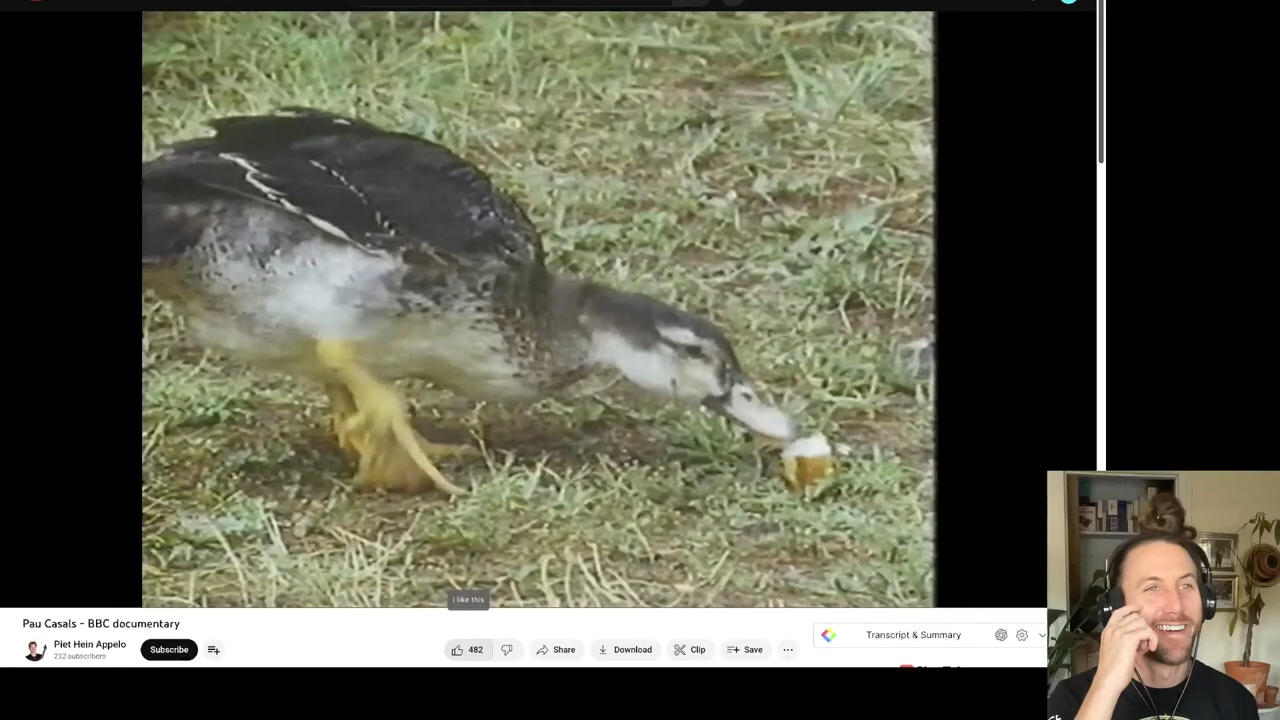 I like this
Pau Casals - BBC documentary
Piet Hein Appelo
232 subscribers
Subscribe
482
Share
Download
Clip
Save
Transcript & Summary